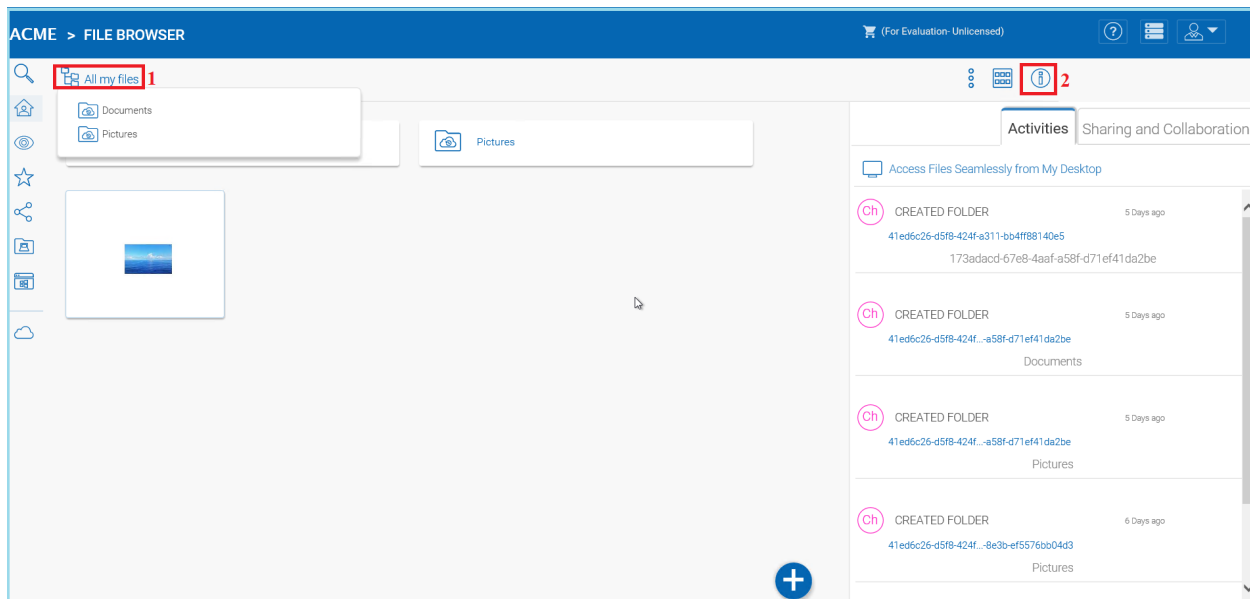 ACME > FILE BROWSER
(For Evaluation- Unlicensed)
?
All my files 1
2
Documents
Pictures
Pictures
Activities
Sharing and Collaboration
Access Files Seamlessly from My Desktop
Ch CREATED FOLDER 5 Days ago
41ed6c26-d5f8-424f-a311-bb4ff88140e5
173adacd-67e8-4aaf-a58f-d71ef41da2be
Ch CREATED FOLDER 5 Days ago
41ed6c26-d5f8-424f...-a58f-d71ef41da2be
Documents
Ch CREATED FOLDER 5 Days ago
41ed6c26-d5f8-424f...-a58f-d71ef41da2be
Pictures
Ch CREATED FOLDER 6 Days ago
41ed6c26-d5f8-424f...-8e3b-ef5576bb04d3
Pictures